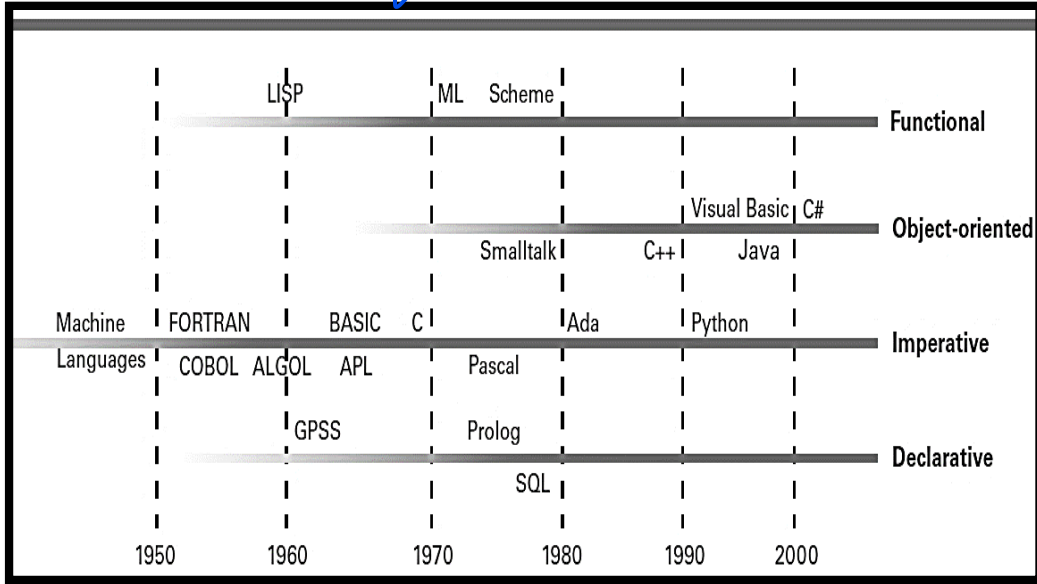 LISP ML Scheme
Functional
Visual Basic C#
Object-oriented
Smalltalk C++ Java
Machine FORTRAN BASIC C Ada Python
Imperative
Languages COBOL ALGOL APL Pascal
GPSS Prolog
Declarative
SQL
1950 1960 1970 1980 1990 2000